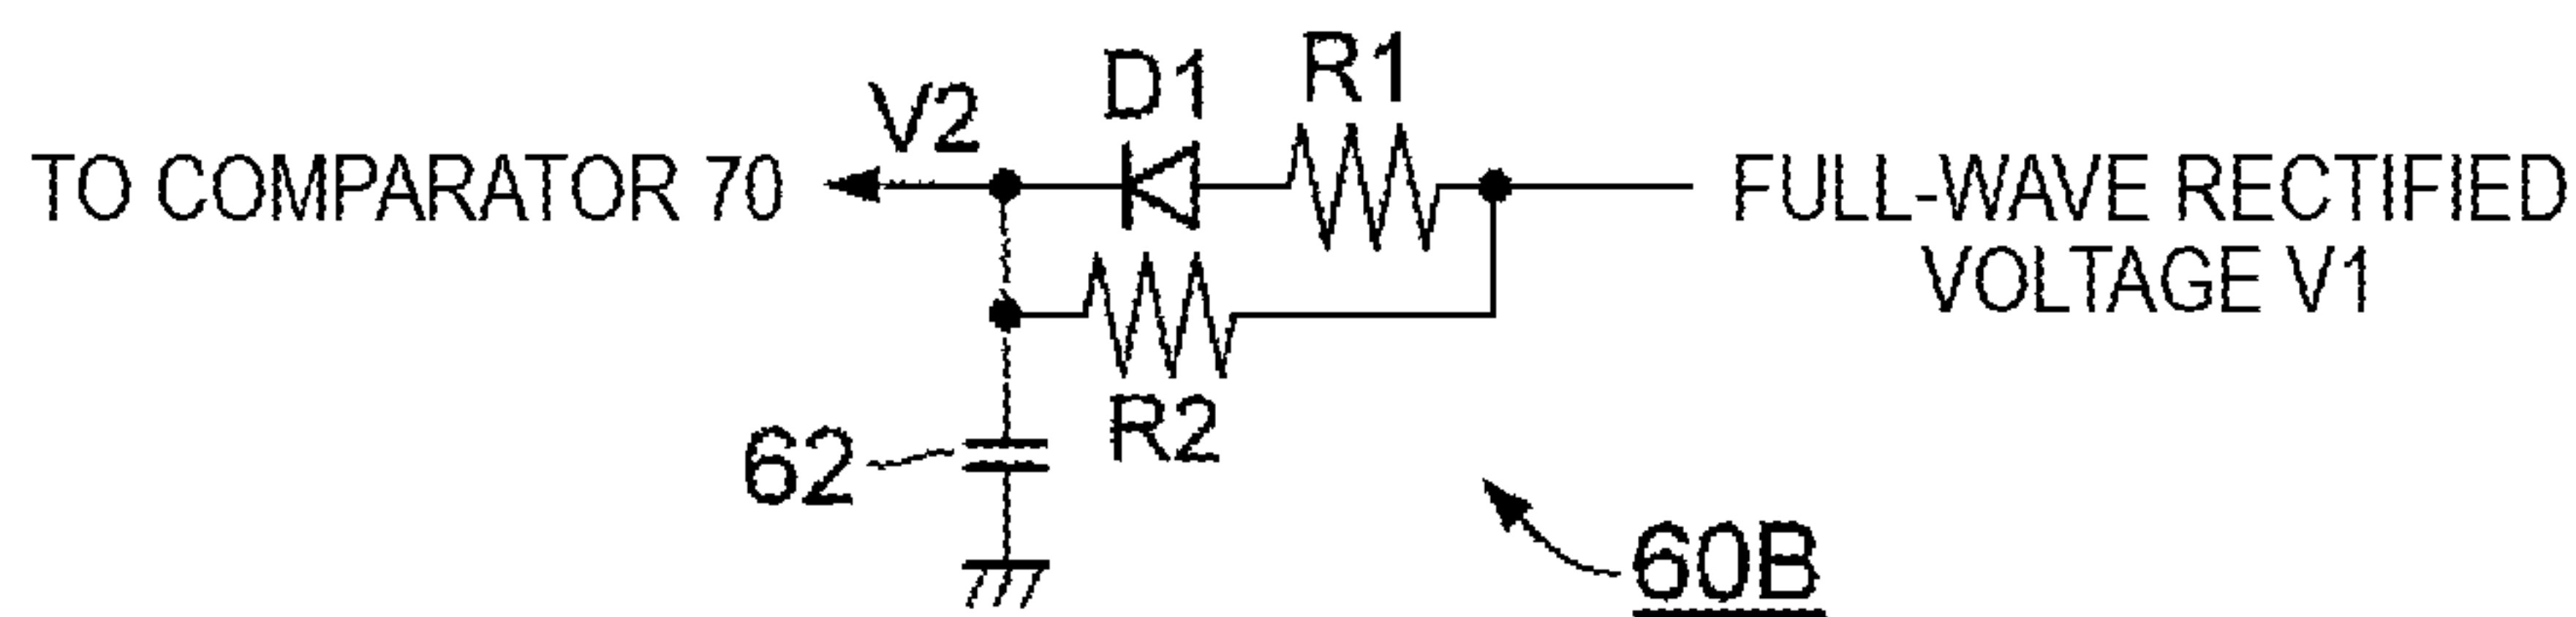 TO COMPARATOR 70
V2
D1
R1
FULL-WAVE RECTIFIED
VOLTAGE V1
R2
62
60B